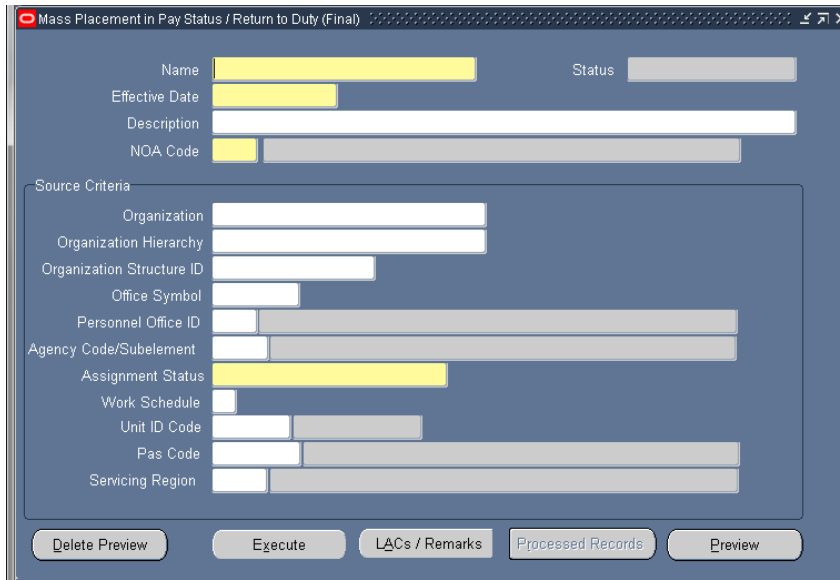 Mass Placement in Pay Status / Return to Duty (Final)
Name Status
Effective Date
Description
NOA Code
Source Criteria
Organization
Organization Hierarchy
Organization Structure ID
Office Symbol
Personnel Office ID
Agency Code/Subelement
Assignment Status
Work Schedule
Unit ID Code
Pas Code
Servicing Region
Delete Preview Execute LACs / Remarks Processed Records Preview